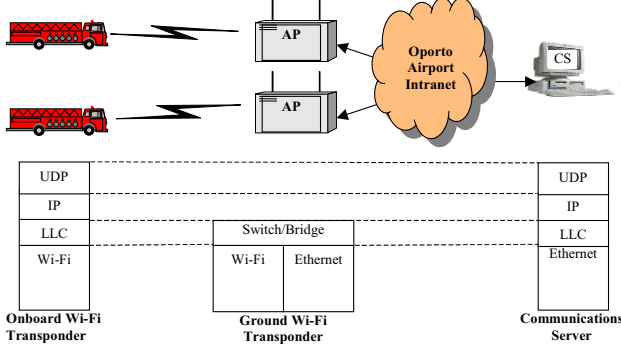 AP
Oporto
Airport
Intranet
CS
AP
UDP
IP
LLC
Wi-Fi
Onboard Wi-Fi
Transponder
Switch/Bridge
Wi-Fi
Ethernet
Ground Wi-Fi
Transponder
UDP
IP
LLC
Ethernet
Communications
Server